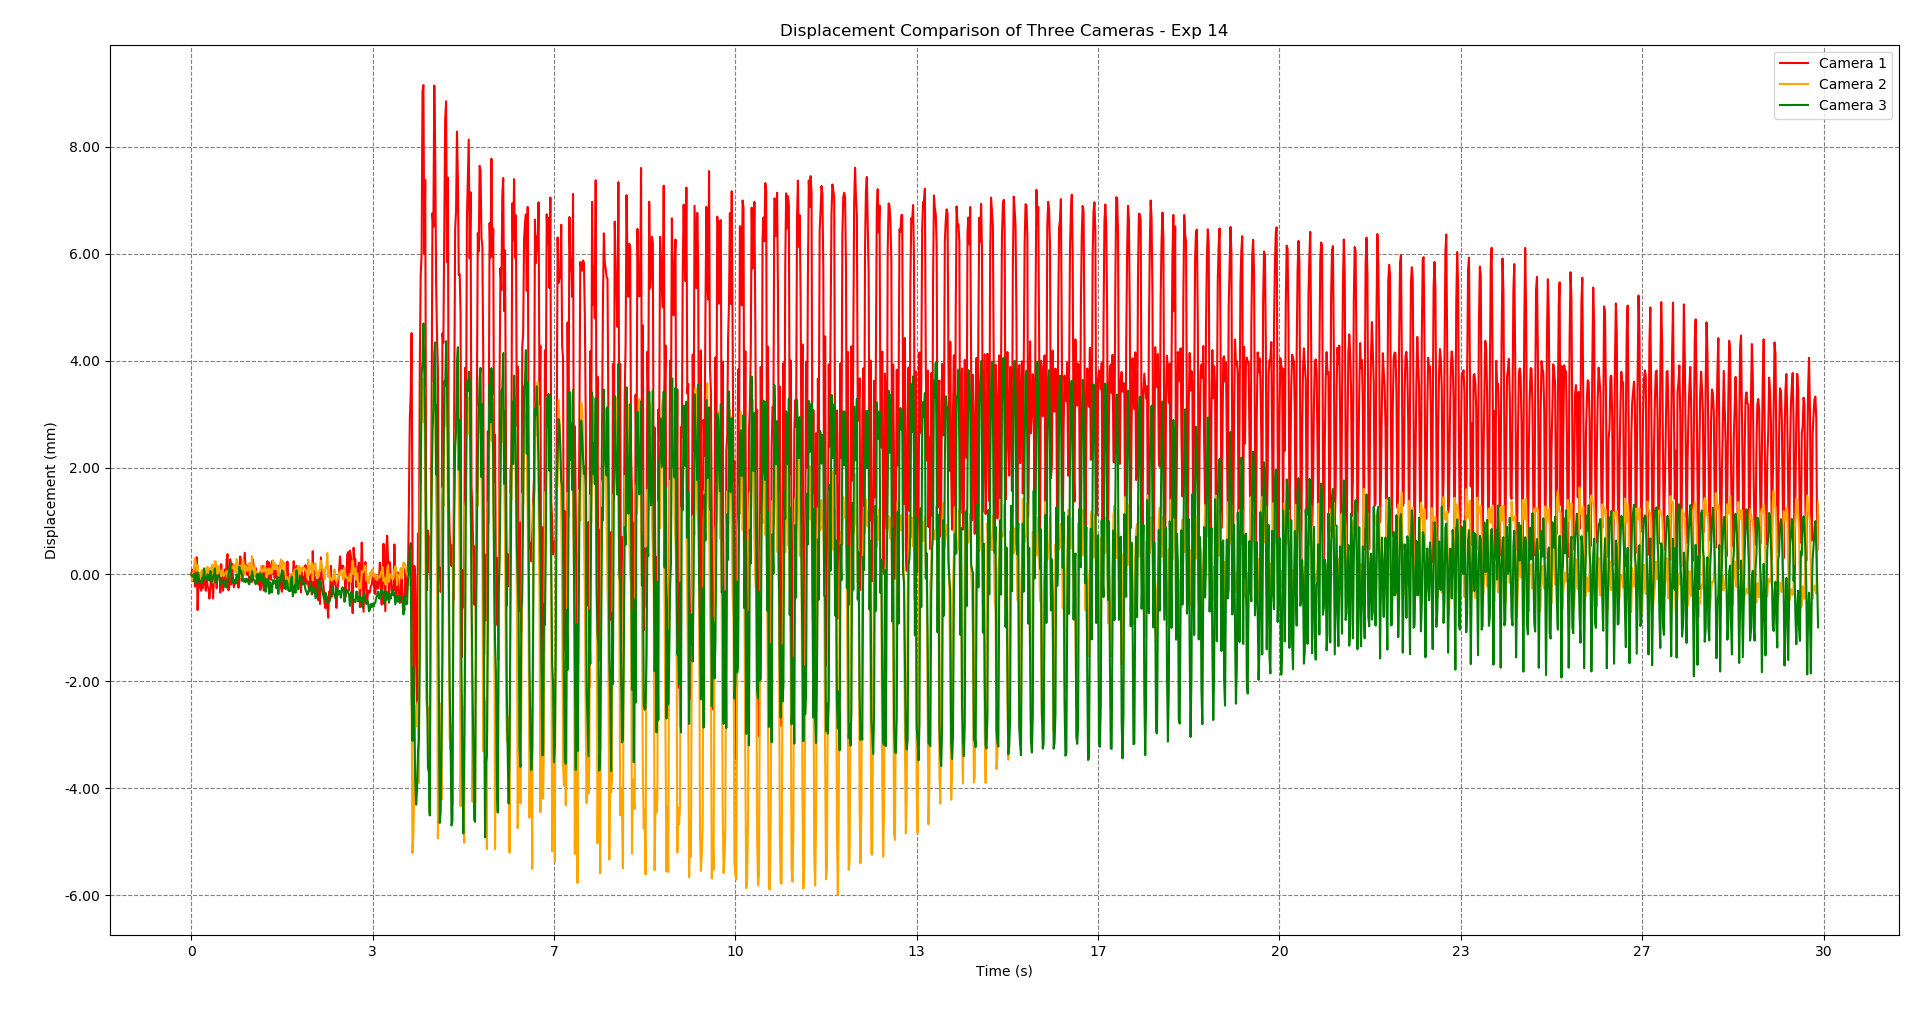 Displacement Comparison of Three Cameras - Exp 14
Camera 1
Camera 2
Camera 3
8.00
6.00
4.00
2.00
0.00
-2.00
-4.00
-6.00
Displacement (mm)
0 3 7 10 13 17 20 23 27 30
Time (s)